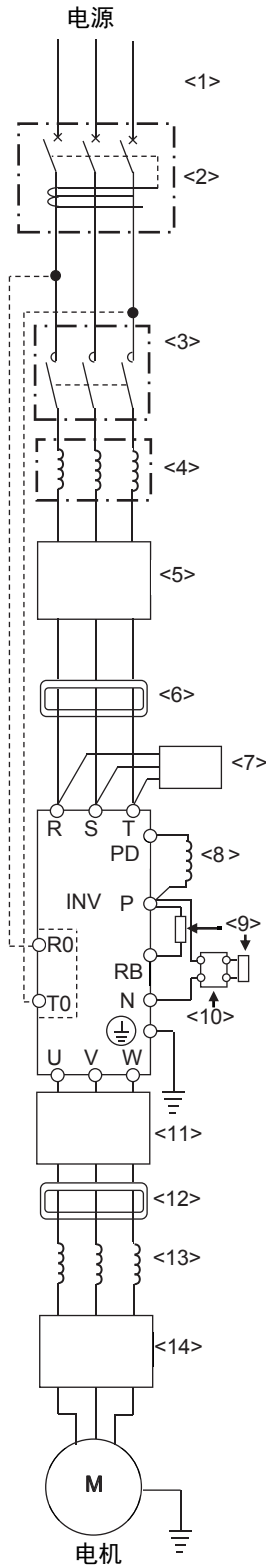 电源
<1>
<2>
<3>
<4>
<5>
<6>
<7>
R S T
PD
<8>
INV P
<9>
R0
RB
N
T0
<10>
U V W
<11>
<12>
<13>
<14>
M
电机